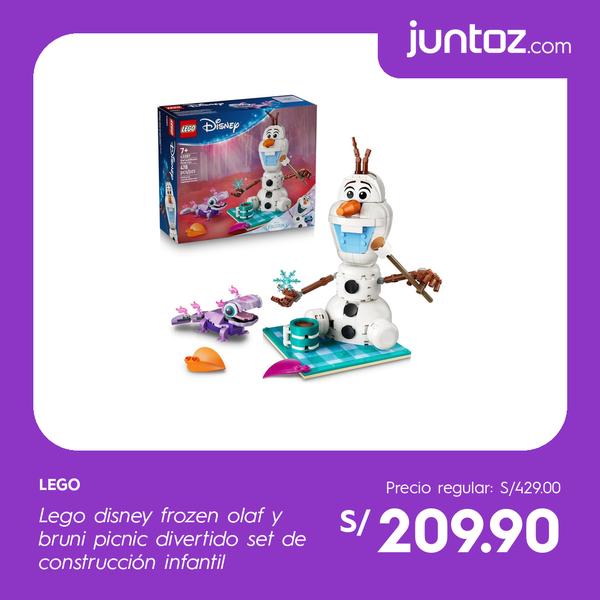 juntoz.com
LEGO
Disney
7+
LEGO
Lego disney frozen olaf y
bruni picnic divertido set de
construcción infantil
Precio regular: S/429.00
S/ 209.90